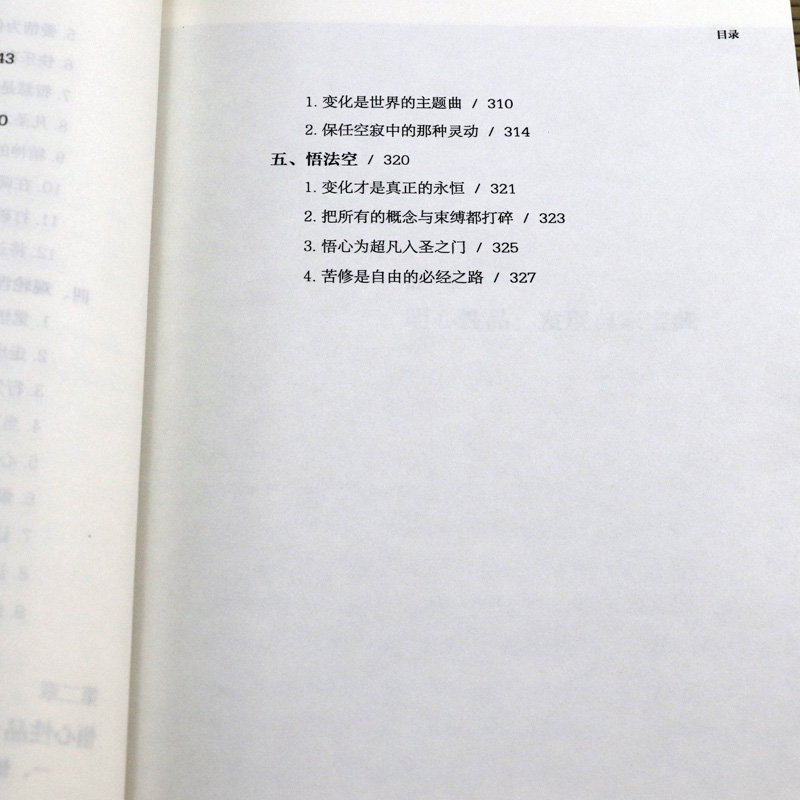 43
0
目录
1. 变化是世界的主题曲 / 310
2. 保任空寂中的那种灵动 / 314
五、悟法空 / 320
1. 变化才是真正的永恒 / 321
2. 把所有的概念与束缚都打碎 / 323
3. 悟心为超凡入圣之门 / 325
4. 苦修是自由的必经之路 / 327